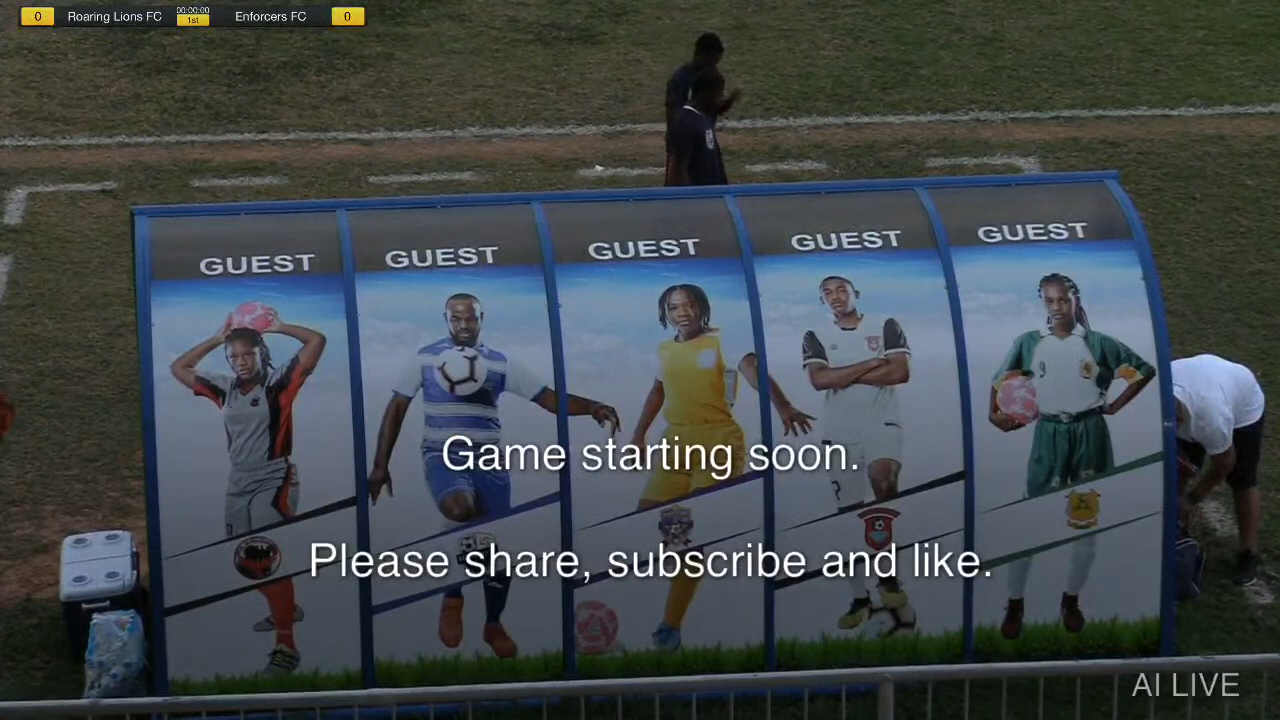 0 Roaring Lions FC 00:00:00 1st Enforcers FC 0
GUEST GUEST GUEST GUEST GUEST
9
Game starting soon.
Please share, subscribe and like.
AI LIVE